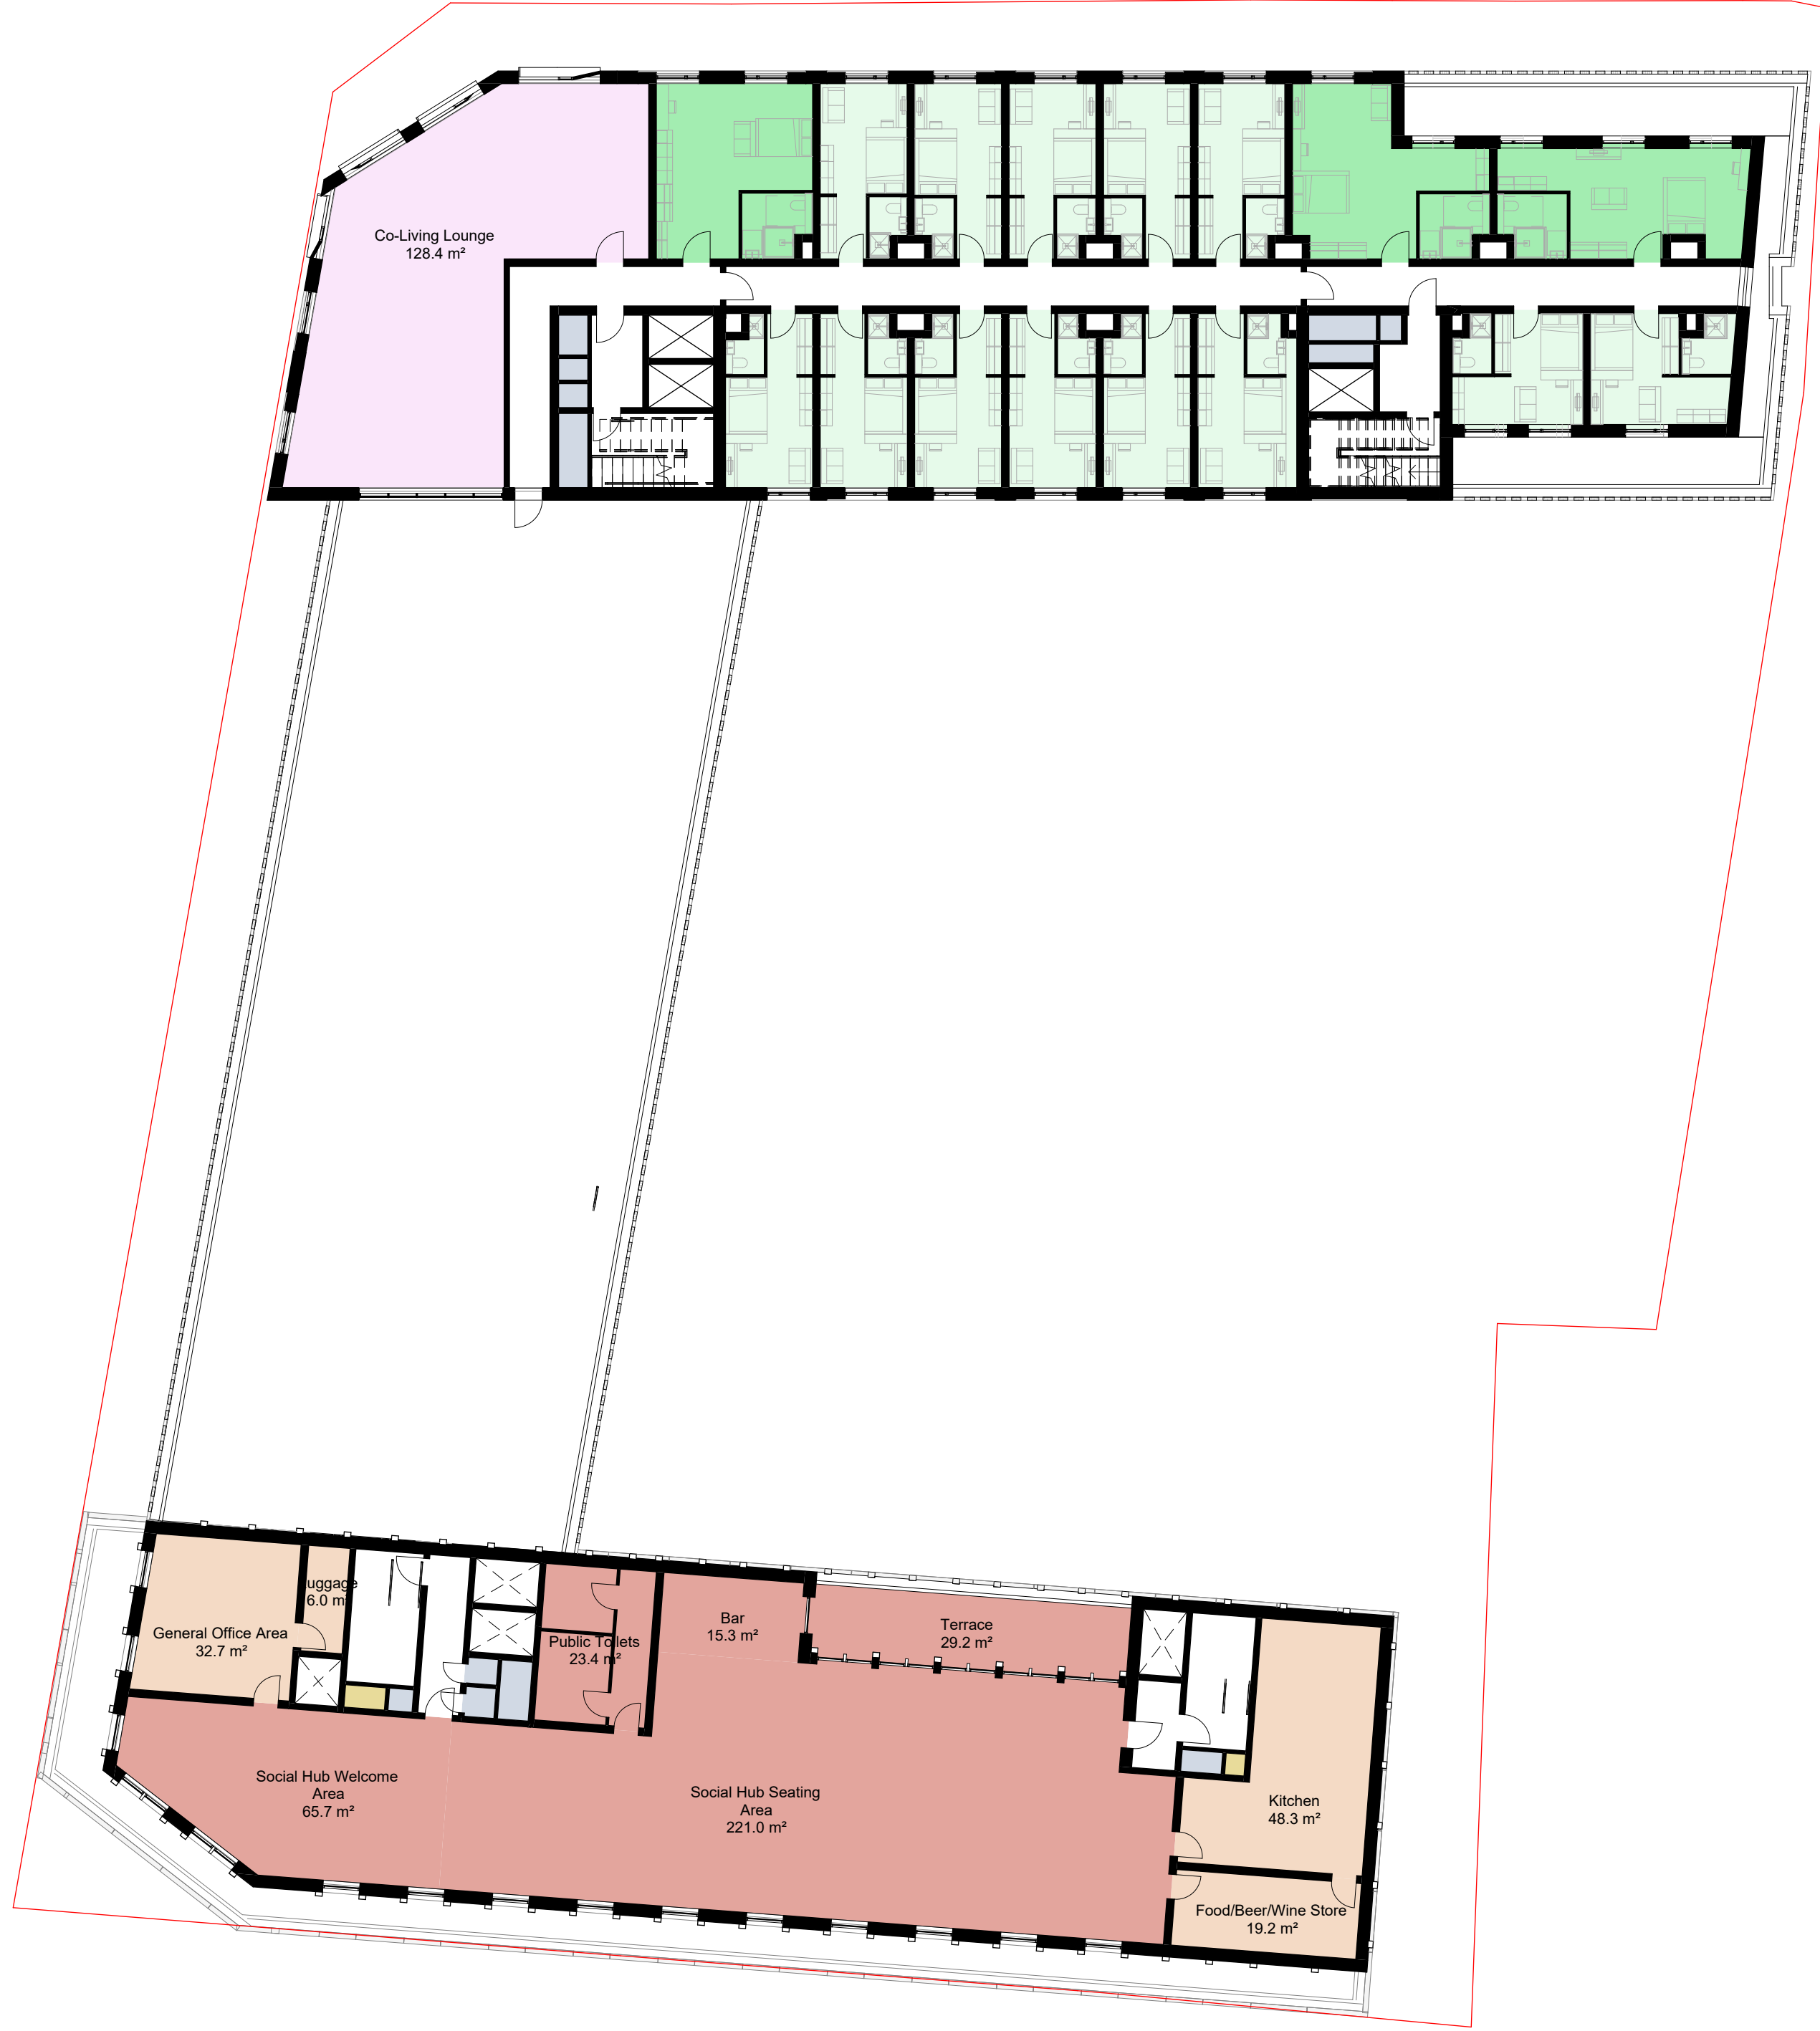 Co-Living Lounge
128.4 m²
uggage
6.0 m
General Office Area
32.7 m²
Public Toilets
23.4 m²
Bar
15.3 m²
Terrace
29.2 m²
Social Hub Welcome
Area
65.7 m²
Social Hub Seating
Area
221.0 m²
Kitchen
48.3 m²
Food/Beer/Wine Store
19.2 m²